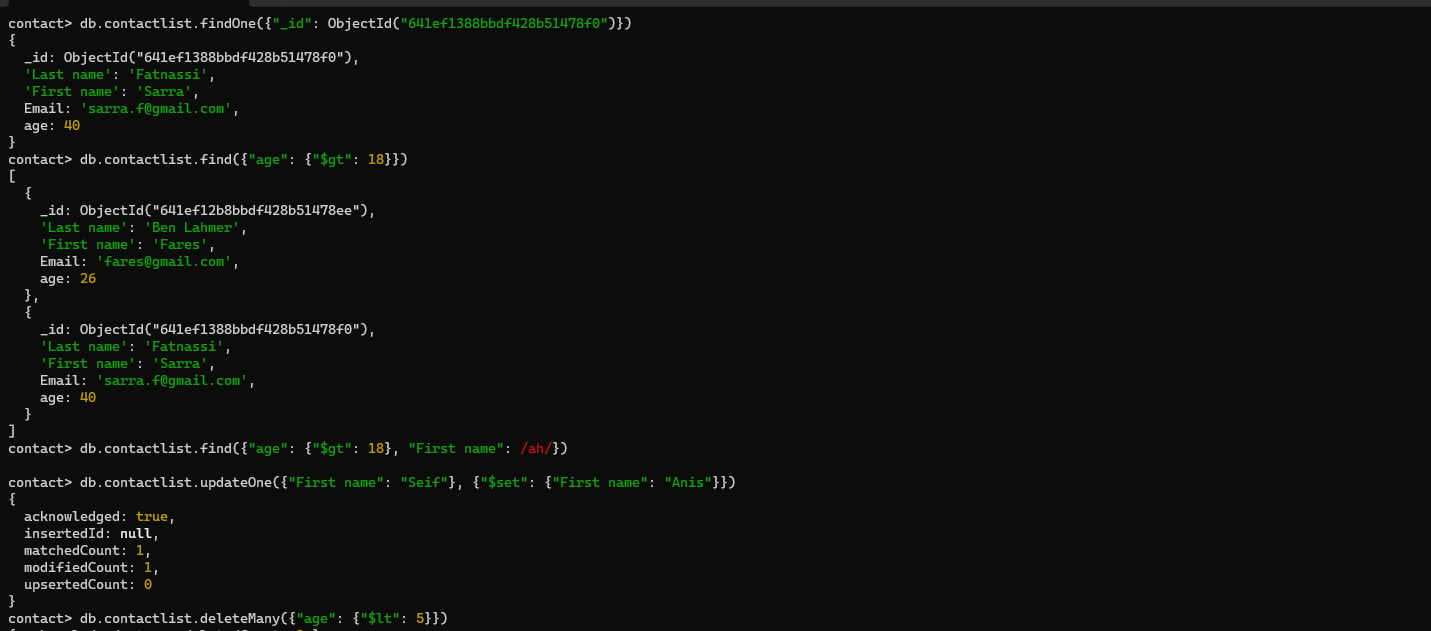 contact> db.contactlist.findOne({"_id": ObjectId("641ef1388bbdf428b51478f0")})
{
  _id: ObjectId("641ef1388bbdf428b51478f0"),
  'Last name': 'Fatnassi',
  'First name': 'Sarra',
  Email: 'sarra.f@gmail.com',
  age: 40
}
contact> db.contactlist.find({"age": {"$gt": 18}})
[
  {
    _id: ObjectId("641ef12b8bbdf428b51478ee"),
    'Last name': 'Ben Lahmer',
    'First name': 'Fares',
    Email: 'fares@gmail.com',
    age: 26
  },
  {
    _id: ObjectId("641ef1388bbdf428b51478f0"),
    'Last name': 'Fatnassi',
    'First name': 'Sarra',
    Email: 'sarra.f@gmail.com',
    age: 40
  }
]
contact> db.contactlist.find({"age": {"$gt": 18}, "First name": /ah/})
contact> db.contactlist.updateOne({"First name": "Seif"}, {"$set": {"First name": "Anis"}})
{
  acknowledged: true,
  insertedId: null,
  matchedCount: 1,
  modifiedCount: 1,
  upsertedCount: 0
}
contact> db.contactlist.deleteMany({"age": {"$lt": 5}})